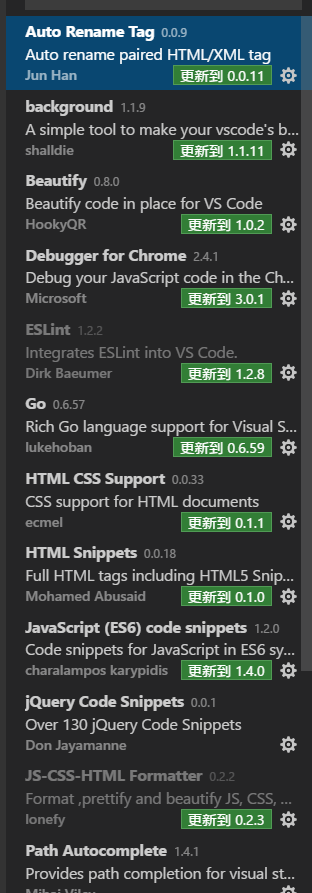 Auto Rename Tag 0.0.9
Auto rename paired HTML/XML tag
Jun Han 更新到 0.0.11
background 1.1.9
A simple tool to make your vscode's b...
shalldie 更新到 1.1.11
Beautify 0.8.0
Beautify code in place for VS Code
HookyQR 更新到 1.0.2
Debugger for Chrome 2.4.1
Debug your JavaScript code in the Ch...
Microsoft 更新到 3.0.1
ESLint 1.2.2
Integrates ESLint into VS Code.
Dirk Baeumer 更新到 1.2.8
Go 0.6.57
Rich Go language support for Visual S...
lukehoban 更新到 0.6.59
HTML CSS Support 0.0.33
CSS support for HTML documents
ecmel 更新到 0.1.1
HTML Snippets 0.0.18
Full HTML tags including HTML5 Snip...
Mohamed Abusaid 更新到 0.1.0
JavaScript (ES6) code snippets 1.2.0
Code snippets for JavaScript in ES6 sy...
charalampos karypidis 更新到 1.4.0
jQuery Code Snippets 0.0.1
Over 130 jQuery Code Snippets
Don Jayamanne
JS-CSS-HTML Formatter 0.2.2
Format ,prettify and beautify JS, CSS, ...
lonefy 更新到 0.2.3
Path Autocomplete 1.4.1
Provides path completion for visual st...